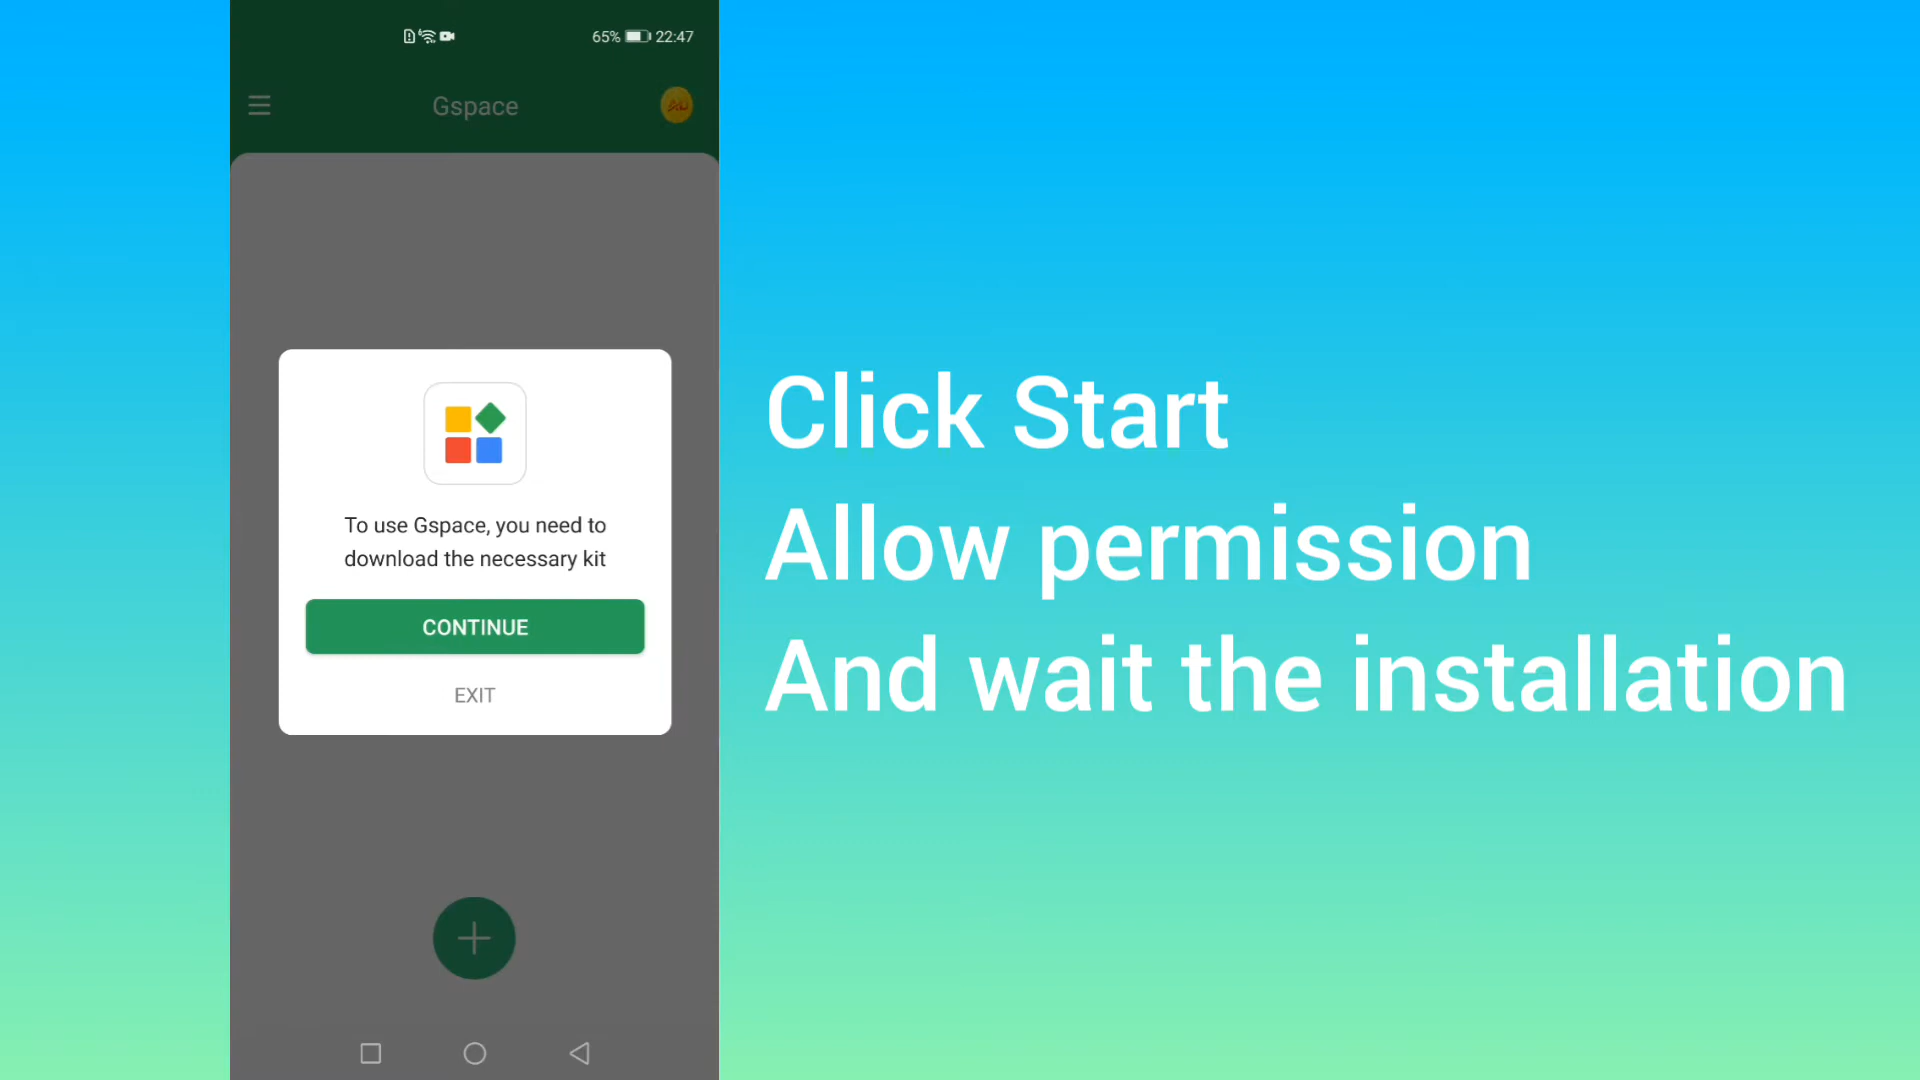 65% 22:47
Gspace
To use Gspace, you need to
download the necessary kit
CONTINUE
EXIT
Click Start
Allow permission
And wait the installation